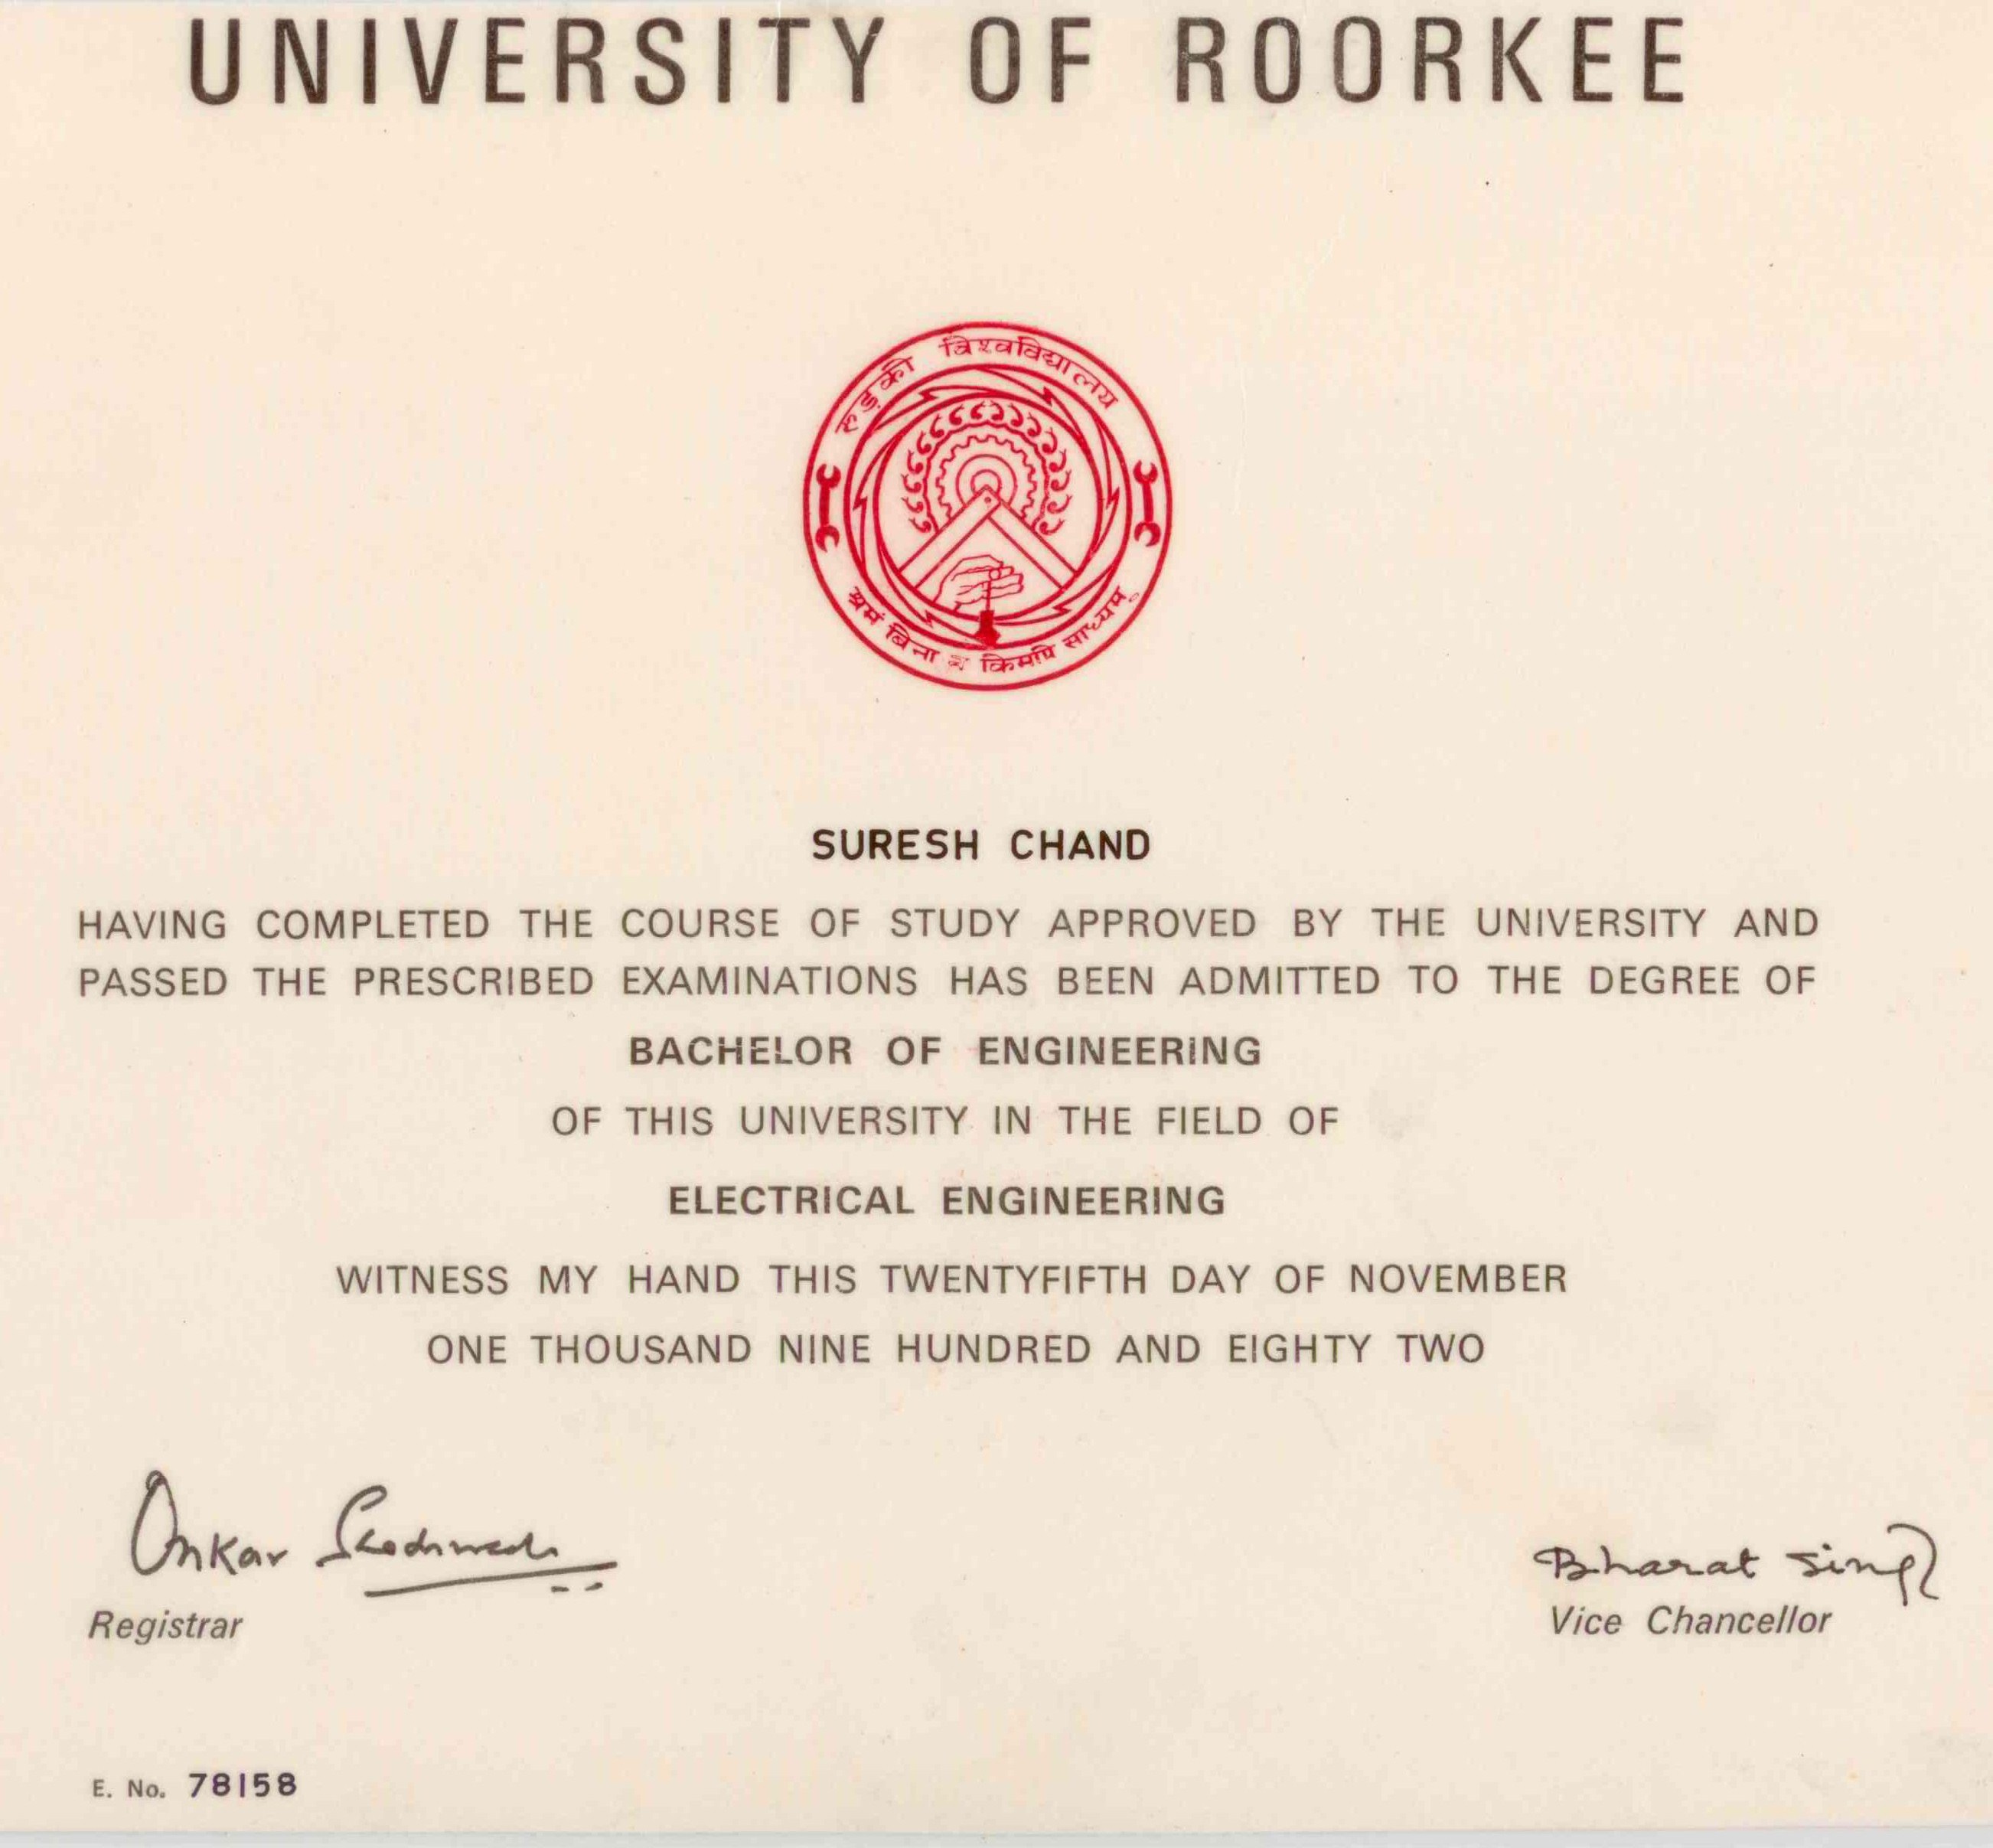 UNIVERSITY OF ROORKEE
रुड़की विश्वविद्यालय
श्रमं बिना न किमपि साध्यम्
SURESH CHAND
HAVING COMPLETED THE COURSE OF STUDY APPROVED BY THE UNIVERSITY AND
PASSED THE PRESCRIBED EXAMINATIONS HAS BEEN ADMITTED TO THE DEGREE OF
BACHELOR OF ENGINEERING
OF THIS UNIVERSITY IN THE FIELD OF
ELECTRICAL ENGINEERING
WITNESS MY HAND THIS TWENTYFIFTH DAY OF NOVEMBER
ONE THOUSAND NINE HUNDRED AND EIGHTY TWO
Onkar
Bharat Singh
Registrar
Vice Chancellor
E. No. 78158